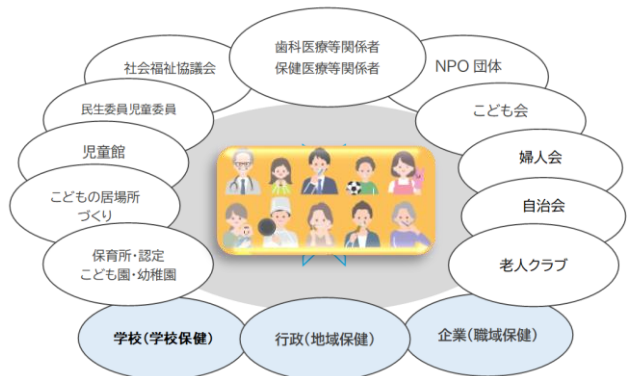 歯科医療等関係者
保健医療等関係者
社会福祉協議会
NPO 団体
民生委員児童委員
こども会
児童館
婦人会
こどもの居場所
づくり
自治会
保育所・認定
こども園・幼稚園
老人クラブ
学校(学校保健)
行政(地域保健)
企業(職域保健)